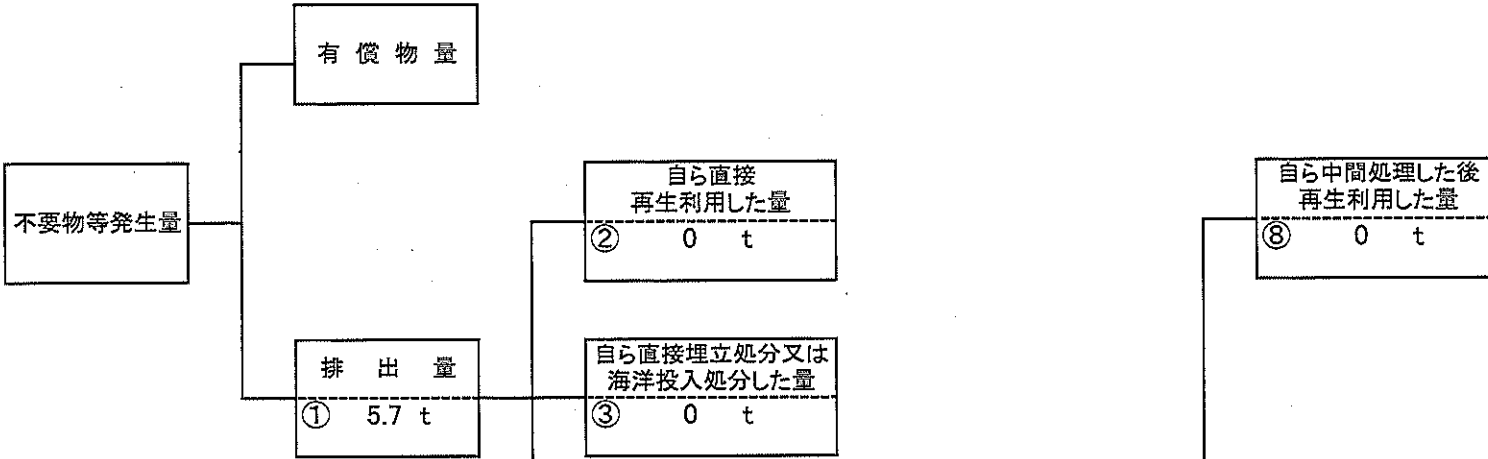 有 償 物 量
不要物等発生量
自ら直接
再生利用した量
② 0 t
自ら中間処理した後
再生利用した量
⑧ 0 t
排 出 量
① 5.7 t
自ら直接埋立処分又は
海洋投入処分した量
③ 0 t